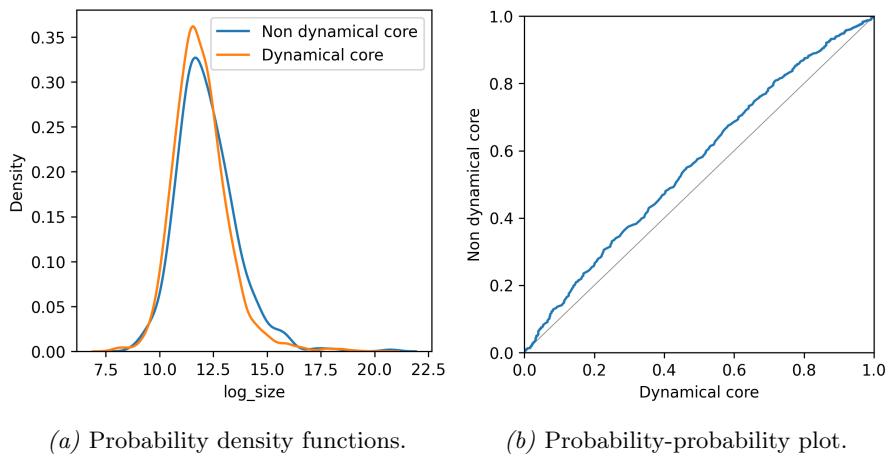 Non dynamical core
Dynamical core
0.35
0.30
0.25
0.20
0.15
0.10
0.05
0.00
Density
7.5 10.0 12.5 15.0 17.5 20.0 22.5
log_size
(a) Probability density functions.
1.0
0.8
0.6
0.4
0.2
0.0
Non dynamical core
0.0 0.2 0.4 0.6 0.8 1.0
Dynamical core
(b) Probability-probability plot.